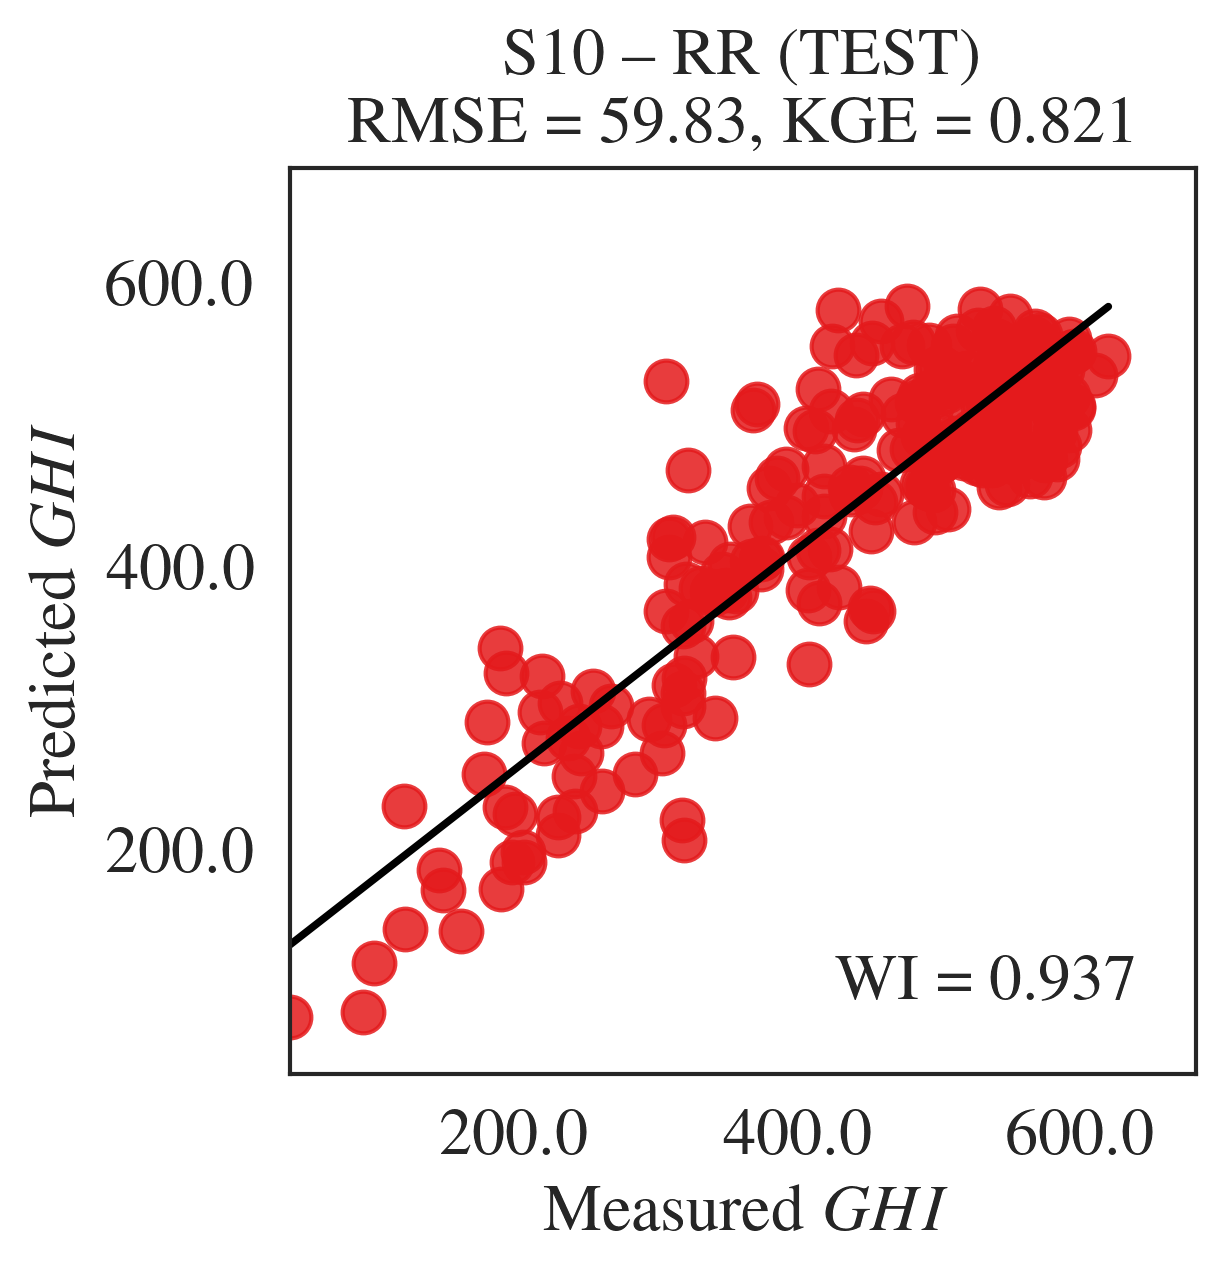 S10 – RR (TEST)
RMSE = 59.83, KGE = 0.821
600.0
400.0
200.0
Predicted GHI
WI = 0.937
200.0 400.0 600.0
Measured GHI